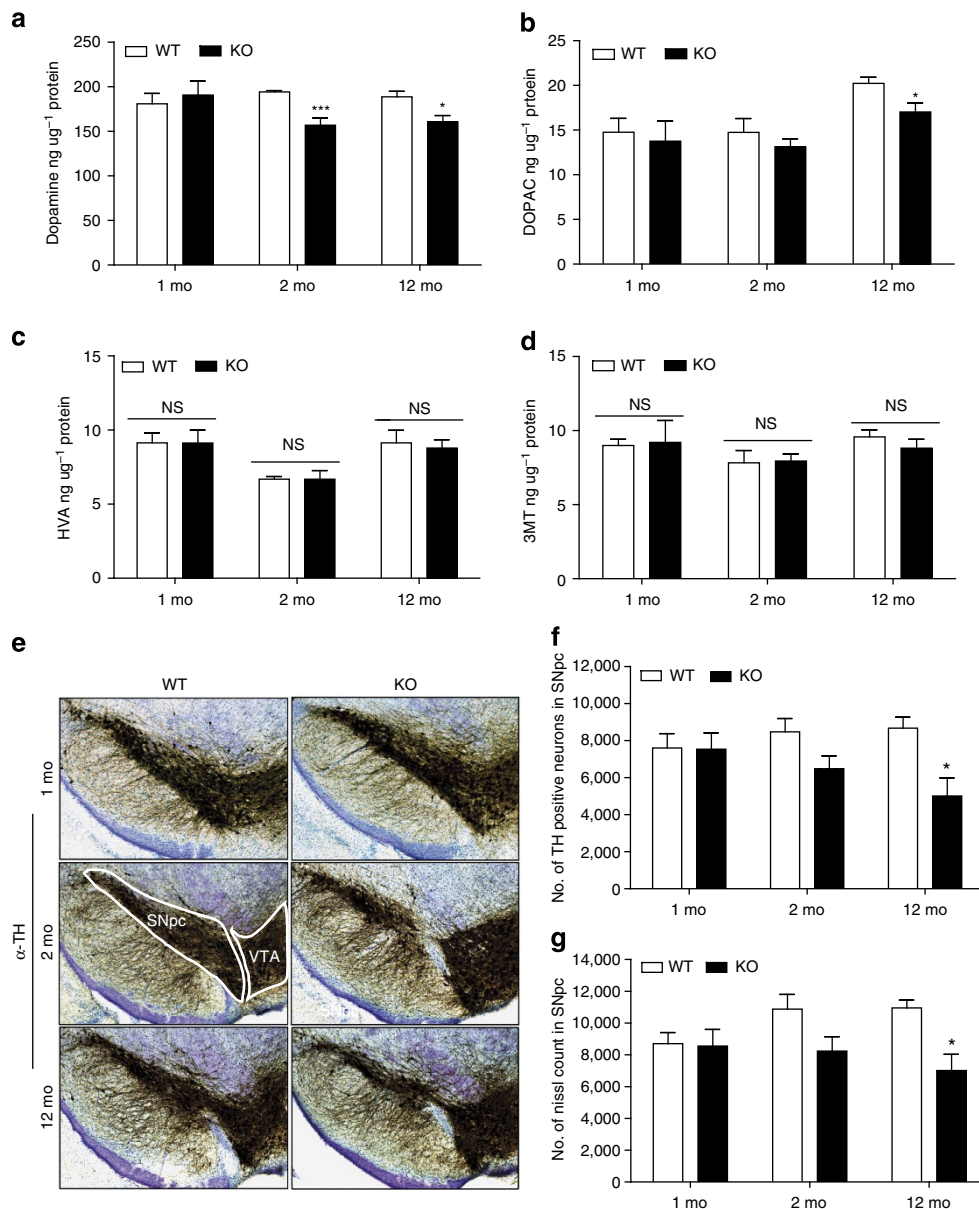 a
250
200
150
100
50
0
Dopamine ng ug⁻¹ protein
WT
KO
***
*
1 mo
2 mo
12 mo
b
25
20
15
10
5
0
DOPAC ng ug⁻¹ prtoein
WT
KO
*
1 mo
2 mo
12 mo
c
15
10
5
0
HVA ng ug⁻¹ protein
WT
KO
NS
NS
NS
1 mo
2 mo
12 mo
d
15
10
5
0
3MT ng ug⁻¹ protein
WT
KO
NS
NS
NS
1 mo
2 mo
12 mo
e
WT
KO
α-TH
1 mo
2 mo
12 mo
SNpc
VTA
f
12,000
10,000
8,000
6,000
4,000
2,000
0
No. of TH positive neurons in SNpc
WT
KO
*
1 mo
2 mo
12 mo
g
14,000
12,000
10,000
8,000
6,000
4,000
2,000
0
No. of nissl count in SNpc
WT
KO
*
1 mo
2 mo
12 mo